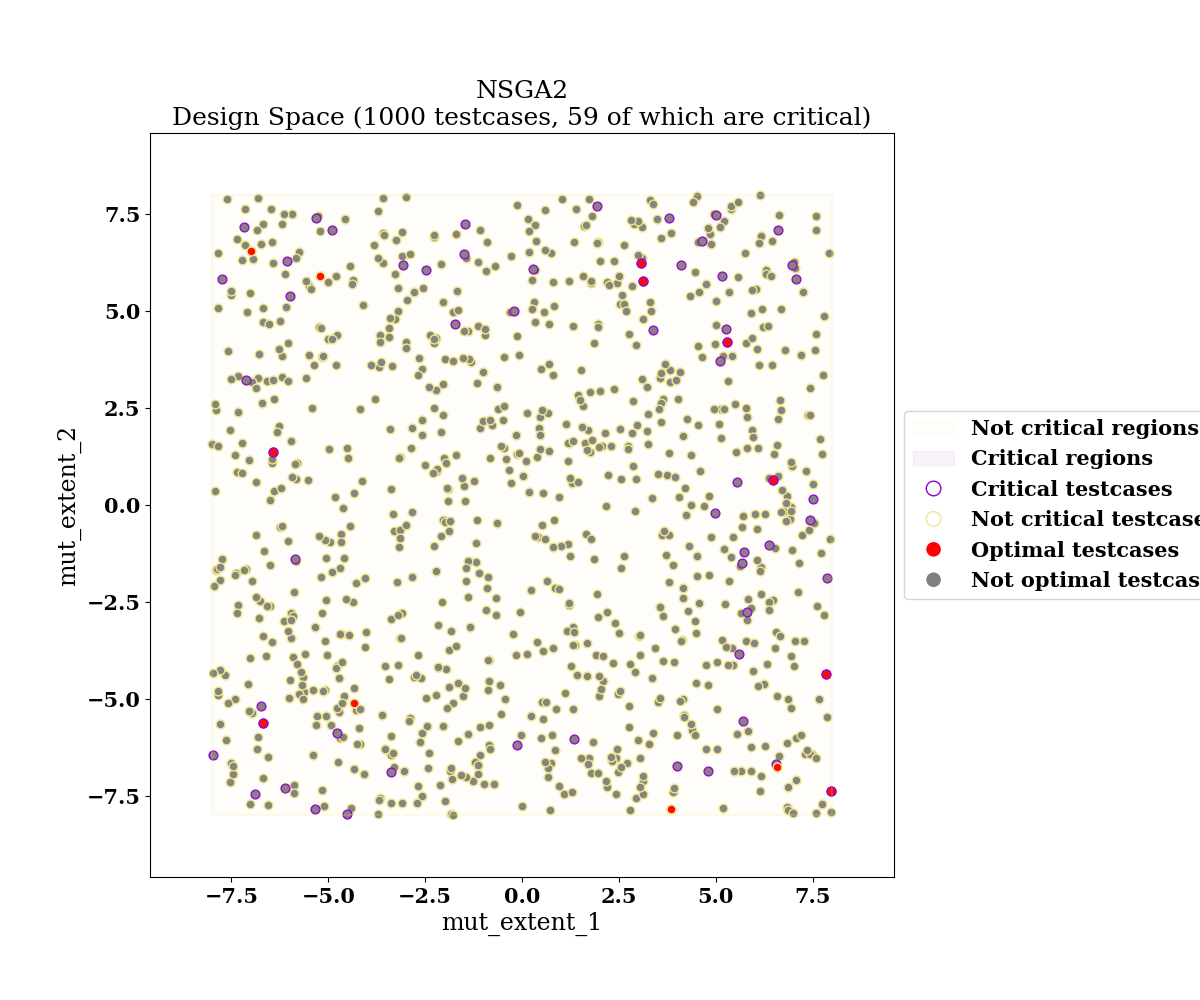 NSGA2
Design Space (1000 testcases, 59 of which are critical)
mut_extent_2
7.5
5.0
2.5
0.0
−2.5
−5.0
−7.5
−7.5
−5.0
−2.5
0.0
2.5
5.0
7.5
mut_extent_1
Not critical regions
Critical regions
Critical testcases
Not critical testcase
Optimal testcases
Not optimal testcas